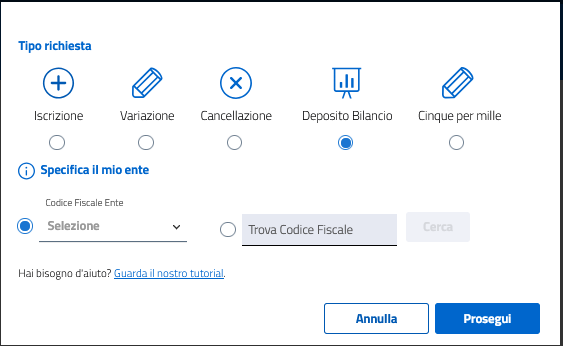 Tipo richiesta
Iscrizione Variazione Cancellazione Deposito Bilancio Cinque per mille
Specifica il mio ente
Codice Fiscale Ente
Selezione Trova Codice Fiscale Cerca
Hai bisogno d'aiuto? Guarda il nostro tutorial.
Annulla Prosegui